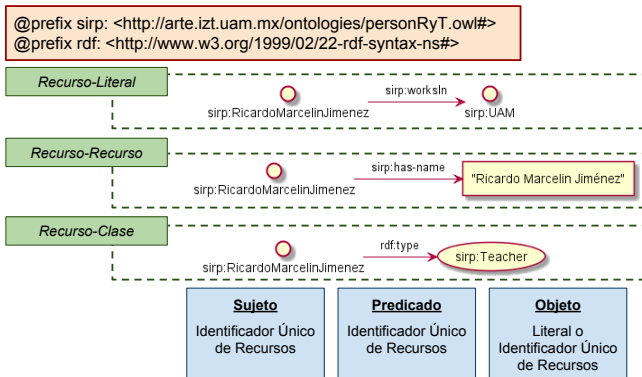 @prefix sirp: <http://arte.izt.uam.mx/ontologies/personRyT.owl#>
@prefix rdf: <http://www.w3.org/1999/02/22-rdf-syntax-ns#>
Recurso-Literal
sirp:worksIn
sirp:RicardoMarcelinJimenez
sirp:UAM
Recurso-Recurso
sirp:has-name
"Ricardo Marcelin Jiménez"
sirp:RicardoMarcelinJimenez
Recurso-Clase
rdf:type
sirp:Teacher
sirp:RicardoMarcelinJimenez
Sujeto
Identificador Único
de Recursos
Predicado
Identificador Único
de Recursos
Objeto
Literal o
Identificador Único
de Recursos